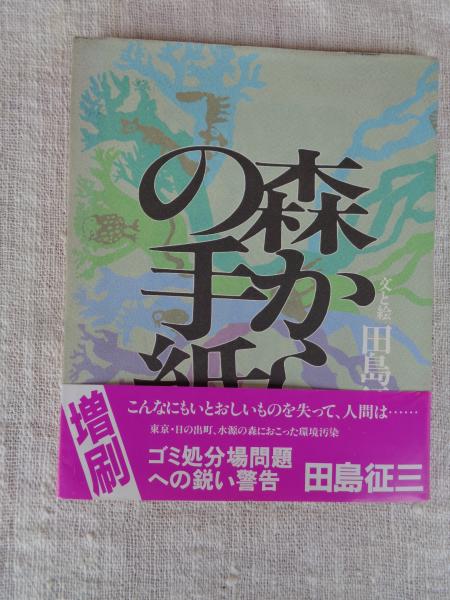 森から
の手紙
文と絵
田島
増刷
こんなにもいとおしいものを失って、人間は……
東京・日の出町、水源の森におこった環境汚染
ゴミ処分場問題
への鋭い警告
田島征三